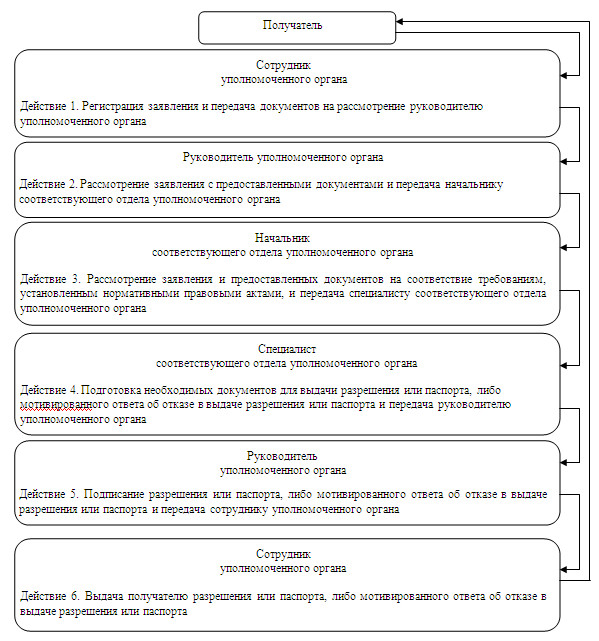 Получатель
Сотрудник
уполномоченного органа
Действие 1. Регистрация заявления и передача документов на рассмотрение руководителю
уполномоченного органа
Руководитель уполномоченного органа
Действие 2. Рассмотрение заявления с предоставленными документами и передача начальнику
соответствующего отдела уполномоченного органа
Начальник
соответствующего отдела уполномоченного органа
Действие 3. Рассмотрение заявления и предоставленных документов на соответствие требованиям,
установленным нормативными правовыми актами, и передача специалисту соответствующего отдела
уполномоченного органа
Специалист
соответствующего отдела уполномоченного органа
Действие 4. Подготовка необходимых документов для выдачи разрешения или паспорта, либо
мотивированного ответа об отказе в выдаче разрешения или паспорта и передача руководителю
уполномоченного органа
Руководитель
уполномоченного органа
Действие 5. Подписание разрешения или паспорта, либо мотивированного ответа об отказе в выдаче
разрешения или паспорта и передача сотруднику уполномоченного органа
Сотрудник
уполномоченного органа
Действие 6. Выдача получателю разрешения или паспорта, либо мотивированного ответа об отказе в
выдаче разрешения или паспорта